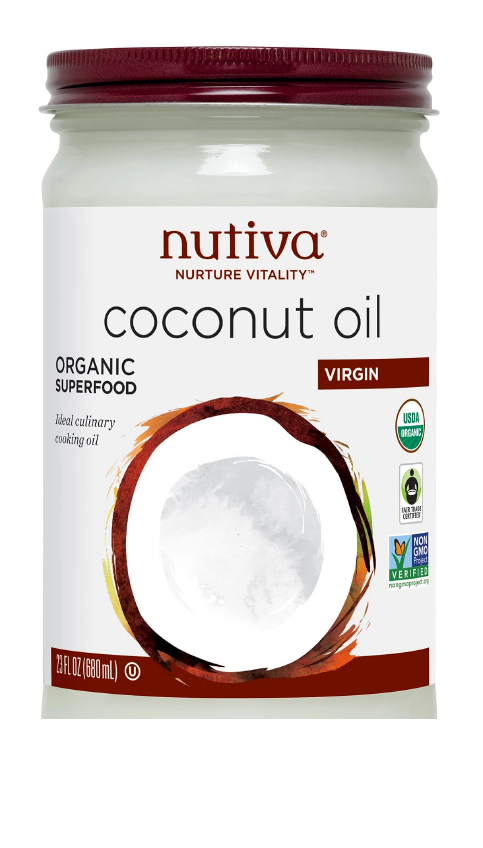 nutiva®
NURTURE VITALITY™
coconut oil
ORGANIC
SUPERFOOD
VIRGIN
Ideal culinary
cooking oil
USDA
ORGANIC
FAIR TRADE
CERTIFIED
NON
GMO
Project
VERIFIED
nongmoproject.org
23 FL OZ (680 mL) U